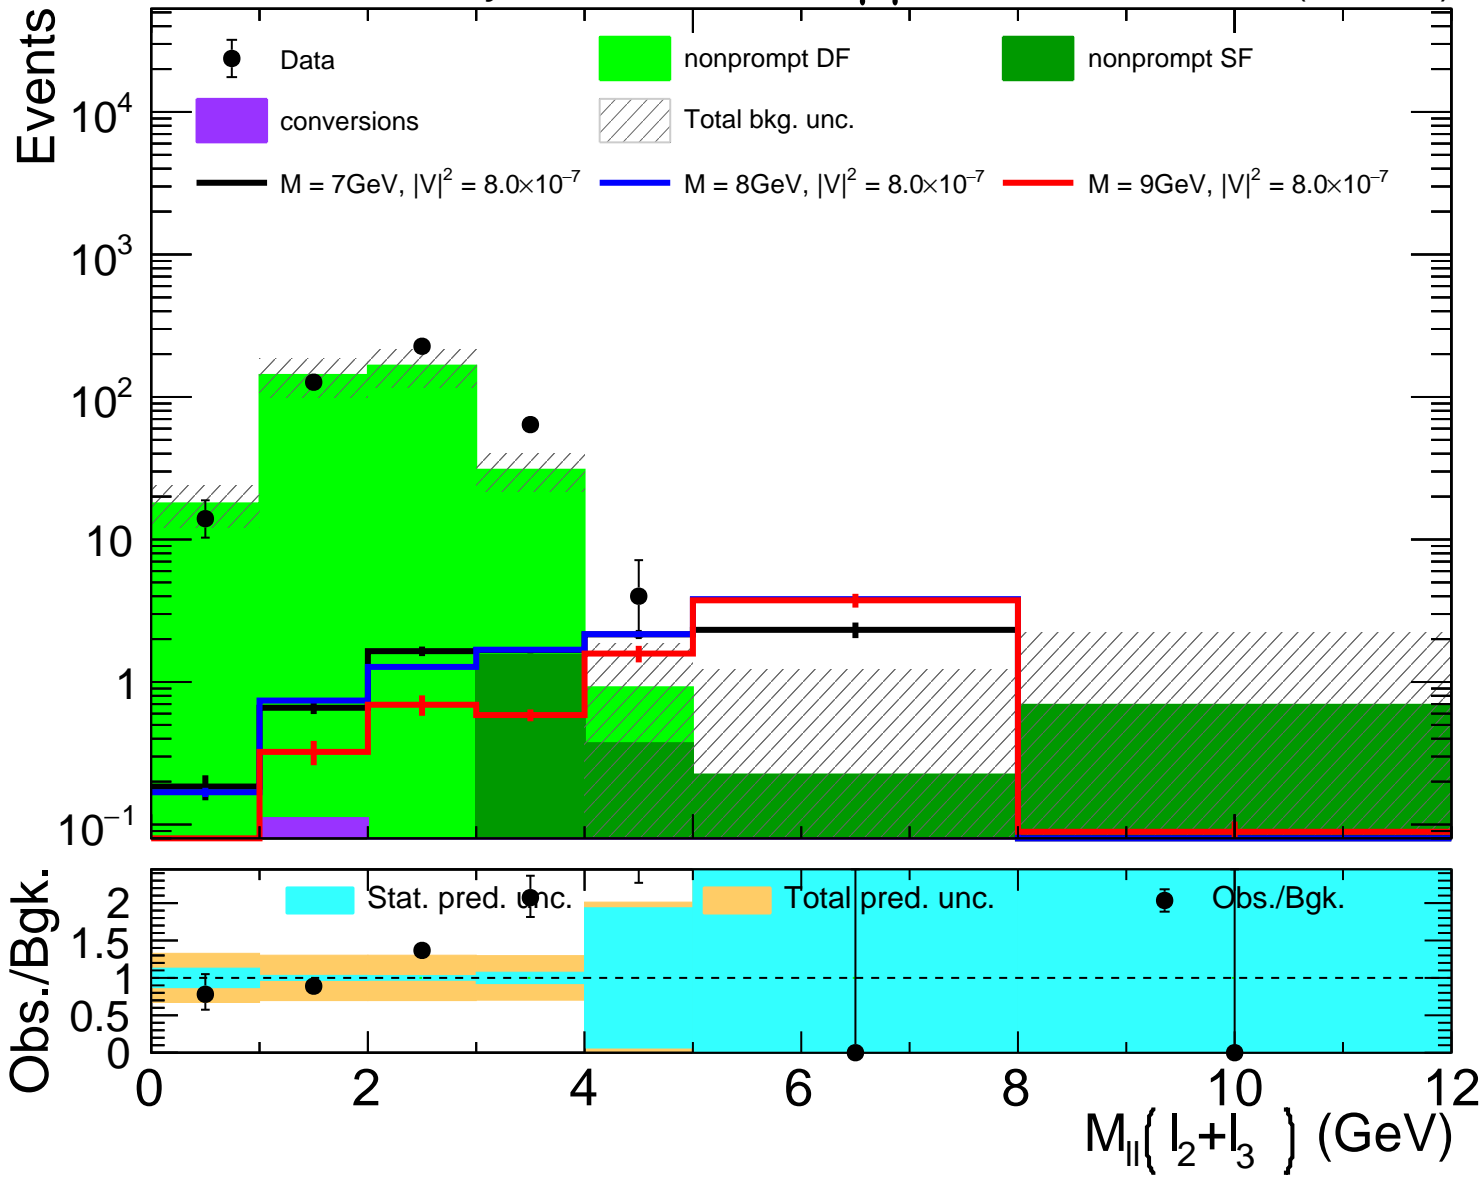 Events
Data
nonprompt DF
nonprompt SF
conversions
Total bkg. unc.
M = 7GeV, |V|² = 8.0×10⁻⁷
M = 8GeV, |V|² = 8.0×10⁻⁷
M = 9GeV, |V|² = 8.0×10⁻⁷
10⁴
10³
10²
10
1
10⁻¹
Obs./Bgk.
Stat. pred. unc.
Total pred. unc.
Obs./Bgk.
2
1.5
1
0.5
0
0 2 4 6 8 10 12
M_ll{ l₂+l₃ } (GeV)